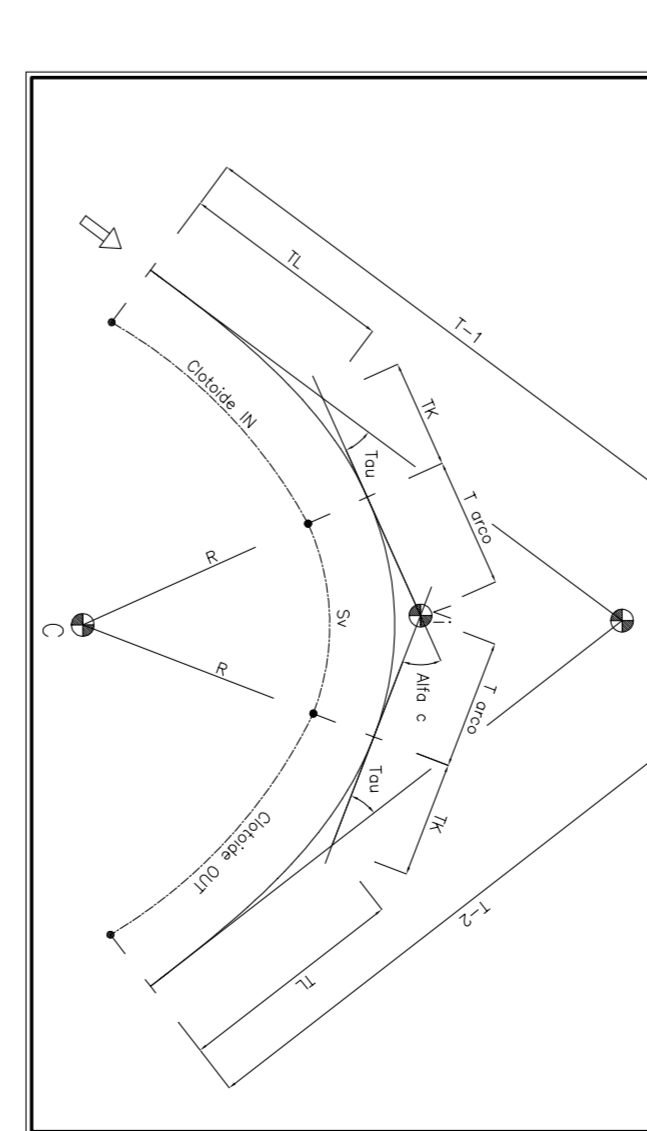 T-1
TL
TK
T arco
Clotoide IN
Tau
R
Vi
Sv
C
R
Alfa c
T arco
Tau
TK
Clotoide OUT
T-2
TL